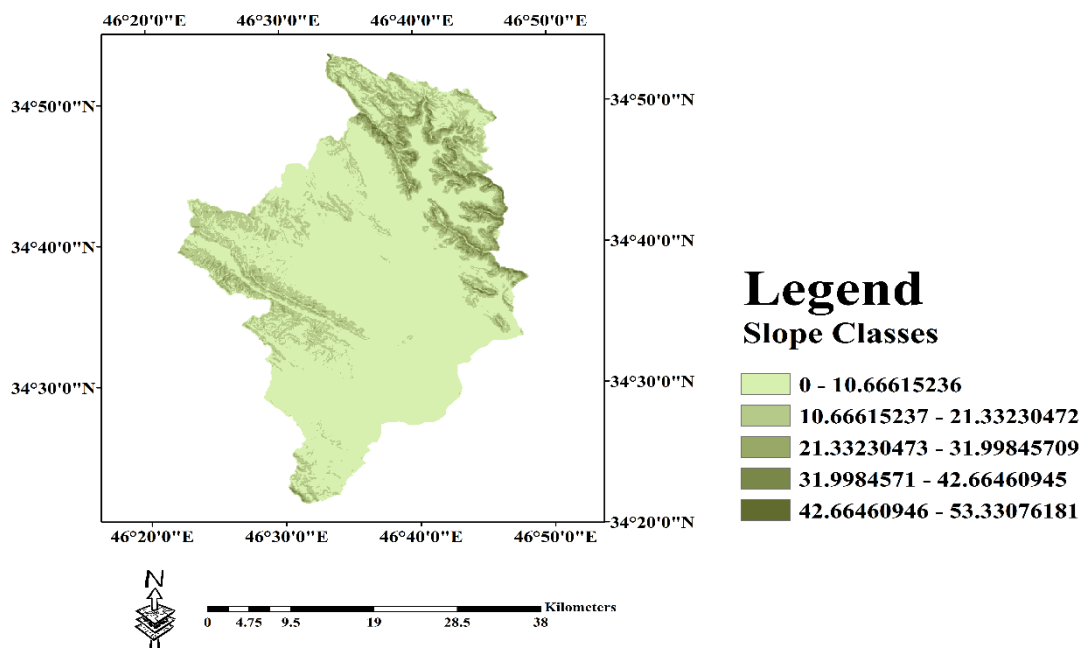 46°20'0"E 46°30'0"E 46°40'0"E 46°50'0"E
34°50'0"N 34°50'0"N
34°40'0"N 34°40'0"N
34°30'0"N 34°30'0"N
34°20'0"N
46°20'0"E 46°30'0"E 46°40'0"E 46°50'0"E
Legend
Slope Classes
0 - 10.66615236
10.66615237 - 21.33230472
21.33230473 - 31.99845709
31.9984571 - 42.66460945
42.66460946 - 53.33076181
N
Kilometers
0 4.75 9.5 19 28.5 38